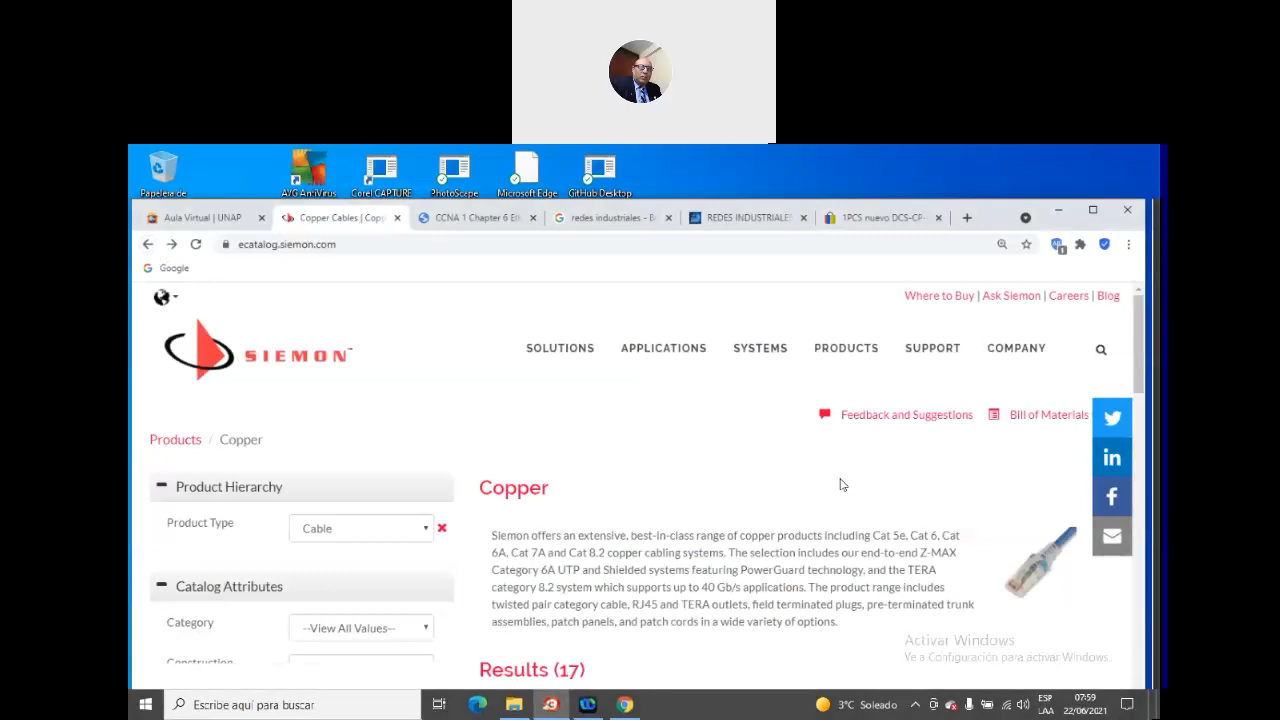 Papelera de
AVG AntiVirus
Corel CAPTURE
PhotoScape
Microsoft Edge
GitHub Desktop
Aula Virtual | UNAP
Copper Cables | Copp
CCNA 1 Chapter 6 Eth
redes industriales - B
REDES INDUSTRIALES
1PCS nuevo DCS-CP-
ecatalog.siemon.com
Google
Where to Buy | Ask Siemon | Careers | Blog
SIEMON™
SOLUTIONS APPLICATIONS SYSTEMS PRODUCTS SUPPORT COMPANY
Feedback and Suggestions
Bill of Materials
Products / Copper
Product Hierarchy
Product Type
Cable
Catalog Attributes
Category
--View All Values--
Construction
Copper
Siemon offers an extensive, best-in-class range of copper products including Cat 5e, Cat 6, Cat
6A, Cat 7A and Cat 8.2 copper cabling systems. The selection includes our end-to-end Z-MAX
Category 6A UTP and Shielded systems featuring PowerGuard technology, and the TERA
category 8.2 system which supports up to 40 Gb/s applications. The product range includes
twisted pair category cable, RJ45 and TERA outlets, field terminated plugs, pre-terminated trunk
assemblies, patch panels, and patch cords in a wide variety of options.
Results (17)
Activar Windows
Ve a Configuración para activar Windows.
Escribe aquí para buscar
3°C Soleado
ESP
LAA
07:59
22/06/2021